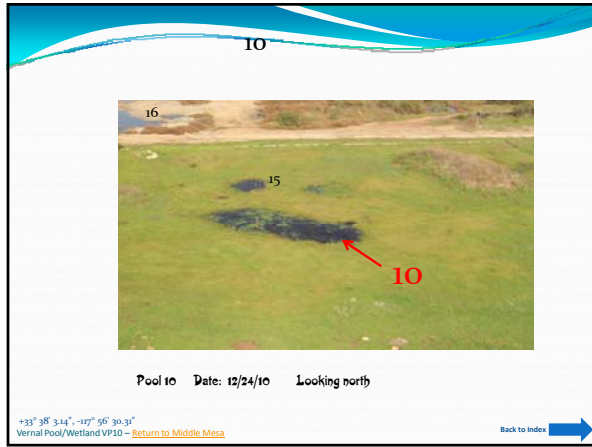 10
16
15
10
Pool 10 Date: 12/24/10 Looking north
+33° 38' 3.14", -117° 56' 30.31"
Vernal Pool/Wetland VP10 – Return to Middle Mesa
Back to Index